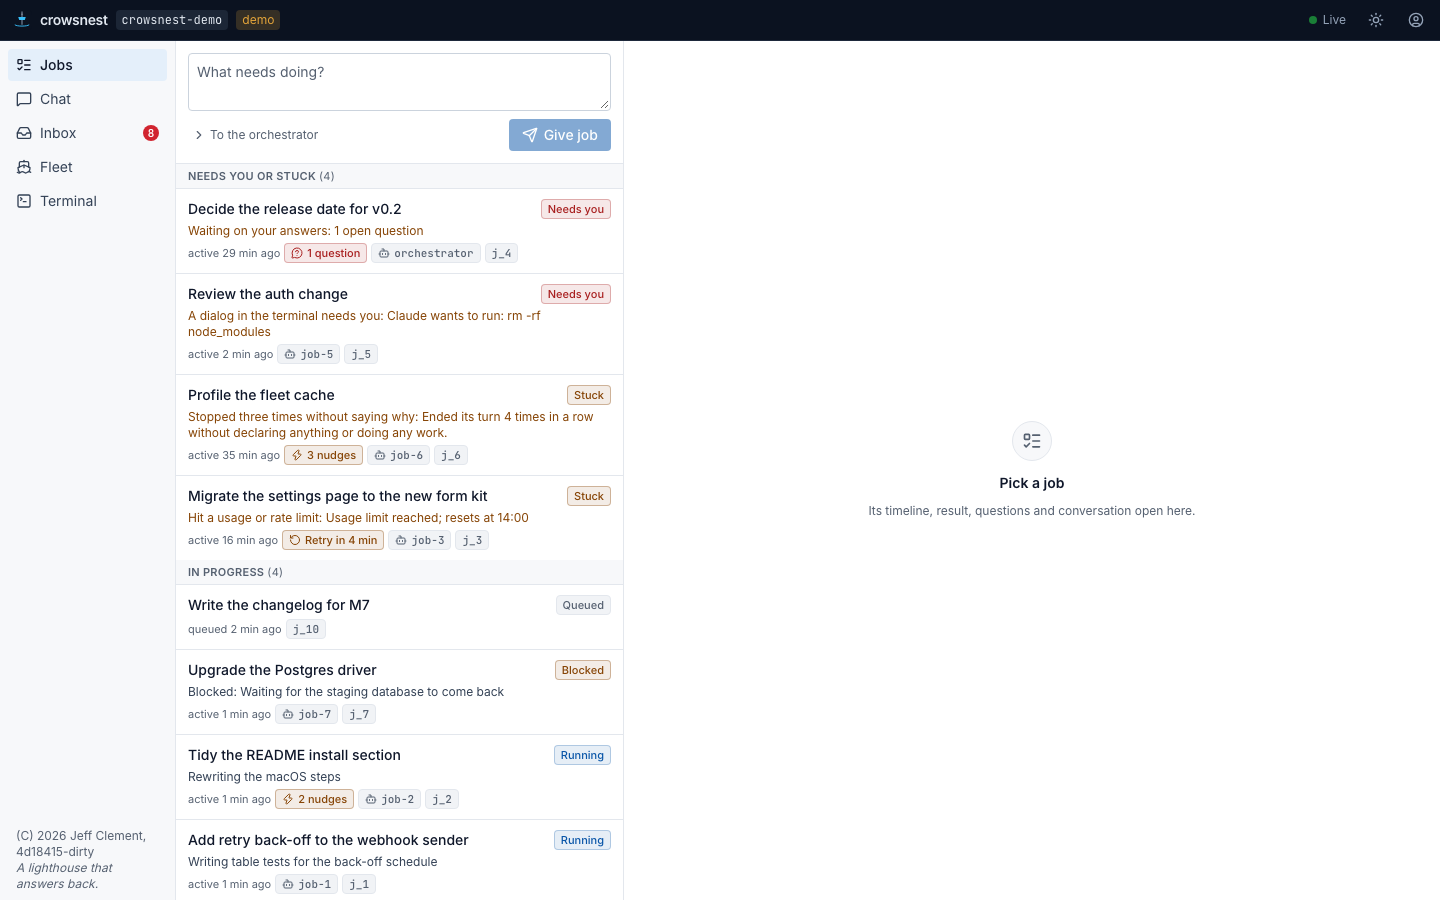 crowsnest crowsnest-demo demo
Live
Jobs
Chat
Inbox 8
Fleet
Terminal
(C) 2026 Jeff Clement,
4d18415-dirty
A lighthouse that
answers back.
What needs doing?
To the orchestrator
Give job
NEEDS YOU OR STUCK (4)
Decide the release date for v0.2
Needs you
Waiting on your answers: 1 open question
active 29 min ago 1 question orchestrator j_4
Review the auth change
Needs you
A dialog in the terminal needs you: Claude wants to run: rm -rf
node_modules
active 2 min ago job-5 j_5
Profile the fleet cache
Stuck
Stopped three times without saying why: Ended its turn 4 times in a row
without declaring anything or doing any work.
active 35 min ago 3 nudges job-6 j_6
Migrate the settings page to the new form kit
Stuck
Hit a usage or rate limit: Usage limit reached; resets at 14:00
active 16 min ago Retry in 4 min job-3 j_3
IN PROGRESS (4)
Write the changelog for M7
Queued
queued 2 min ago j_10
Upgrade the Postgres driver
Blocked
Blocked: Waiting for the staging database to come back
active 1 min ago job-7 j_7
Tidy the README install section
Running
Rewriting the macOS steps
active 1 min ago 2 nudges job-2 j_2
Add retry back-off to the webhook sender
Running
Writing table tests for the back-off schedule
active 1 min ago job-1 j_1
Pick a job
Its timeline, result, questions and conversation open here.